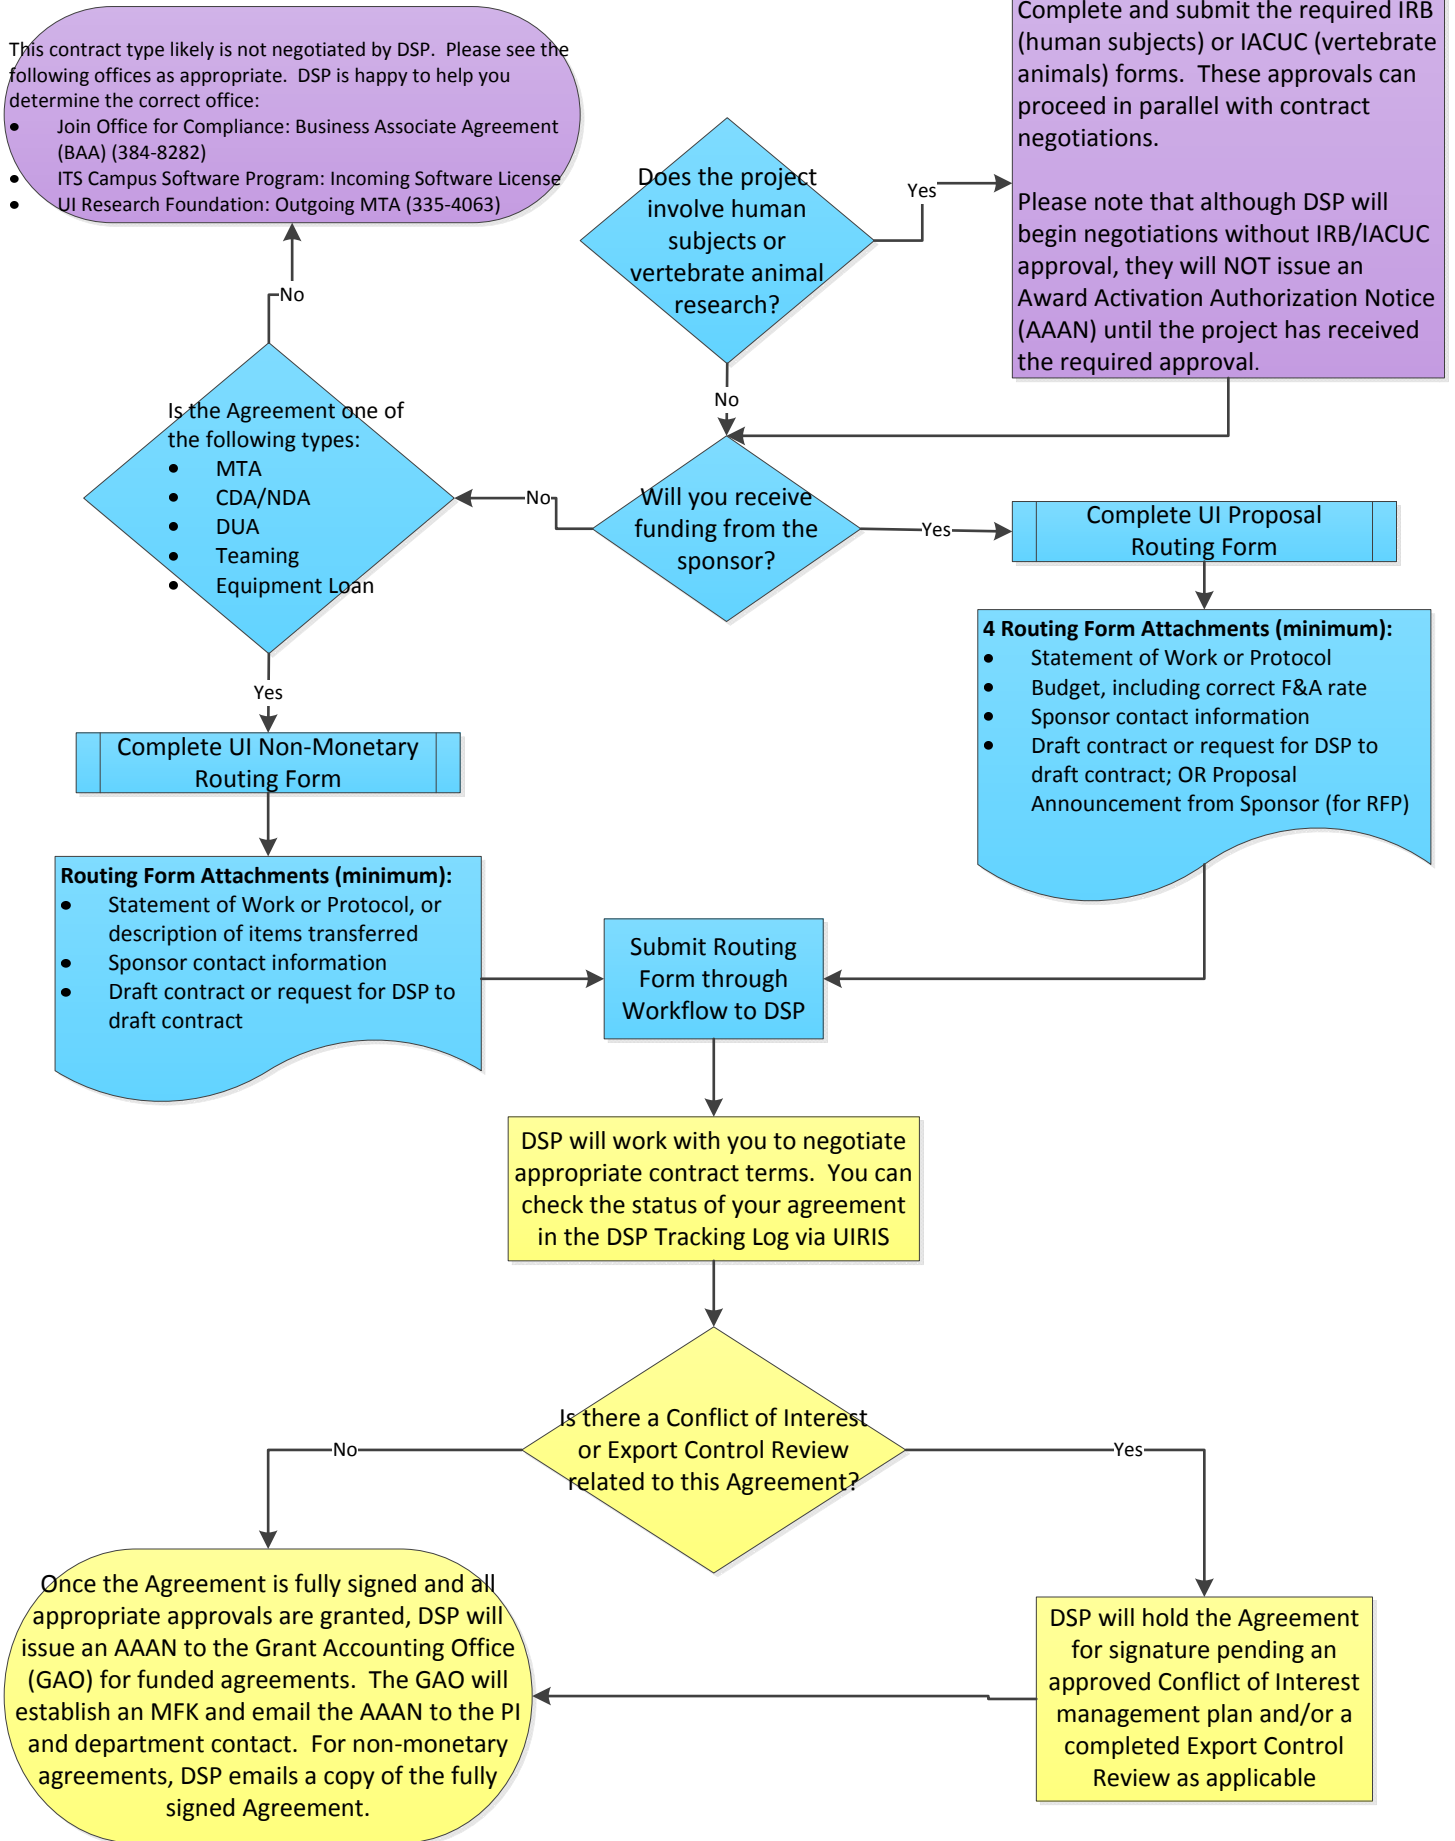 This contract type likely is not negotiated by DSP.  Please see the
following offices as appropriate.  DSP is happy to help you
determine the correct office:
• Join Office for Compliance: Business Associate Agreement
(BAA) (384-8282)
• ITS Campus Software Program: Incoming Software License
• UI Research Foundation: Outgoing MTA (335-4063)
Complete and submit the required IRB
(human subjects) or IACUC (vertebrate
animals) forms.  These approvals can
proceed in parallel with contract
negotiations.
Please note that although DSP will
begin negotiations without IRB/IACUC
approval, they will NOT issue an
Award Activation Authorization Notice
(AAAN) until the project has received
the required approval.
Does the project
involve human
subjects or
vertebrate animal
research?
Yes
No
No
Is the Agreement one of
the following types:
• MTA
• CDA/NDA
• DUA
• Teaming
• Equipment Loan
No
Will you receive
funding from the
sponsor?
Yes
Complete UI Proposal
Routing Form
4 Routing Form Attachments (minimum):
• Statement of Work or Protocol
• Budget, including correct F&A rate
• Sponsor contact information
• Draft contract or request for DSP to
draft contract; OR Proposal
Announcement from Sponsor (for RFP)
Yes
Complete UI Non-Monetary
Routing Form
Routing Form Attachments (minimum):
• Statement of Work or Protocol, or
description of items transferred
• Sponsor contact information
• Draft contract or request for DSP to
draft contract
Submit Routing
Form through
Workflow to DSP
DSP will work with you to negotiate
appropriate contract terms.  You can
check the status of your agreement
in the DSP Tracking Log via UIRIS
Is there a Conflict of Interest
or Export Control Review
related to this Agreement?
No
Yes
Once the Agreement is fully signed and all
appropriate approvals are granted, DSP will
issue an AAAN to the Grant Accounting Office
(GAO) for funded agreements.  The GAO will
establish an MFK and email the AAAN to the PI
and department contact.  For non-monetary
agreements, DSP emails a copy of the fully
signed Agreement.
DSP will hold the Agreement
for signature pending an
approved Conflict of Interest
management plan and/or a
completed Export Control
Review as applicable